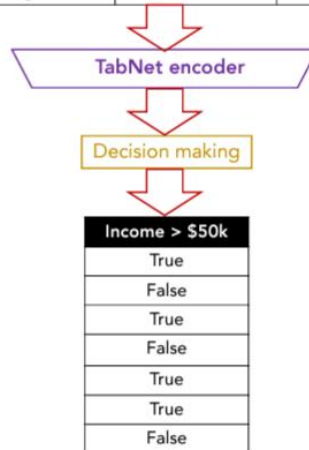 TabNet encoder
Decision making
Income > $50k
True
False
True
False
True
True
False